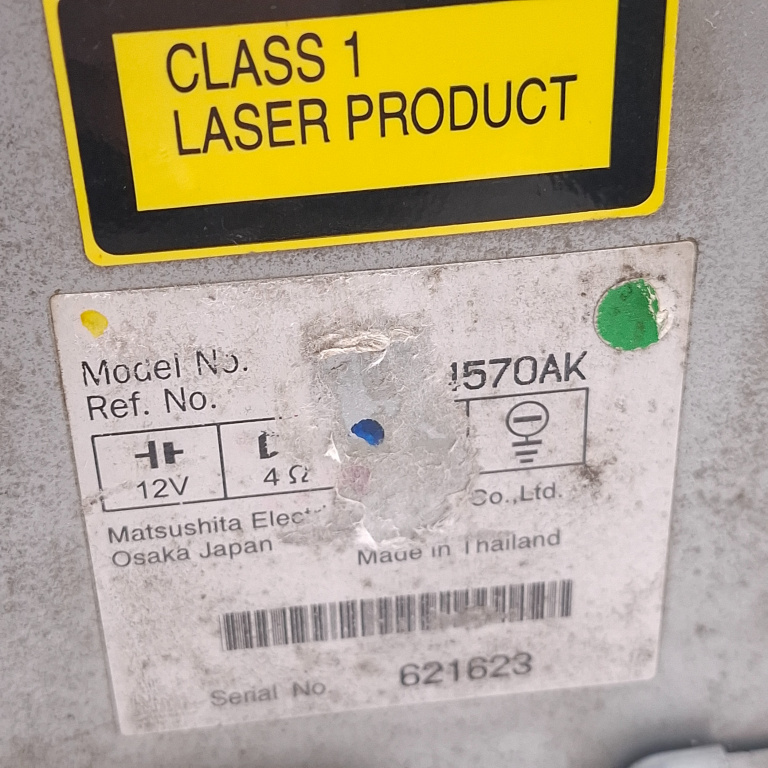 CLASS 1
LASER PRODUCT
Model No. 570AK
Ref. No.
12V 4 Ω
Matsushita Co.,Ltd.
Osaka Japan Made in Thailand
Serial No. 621623